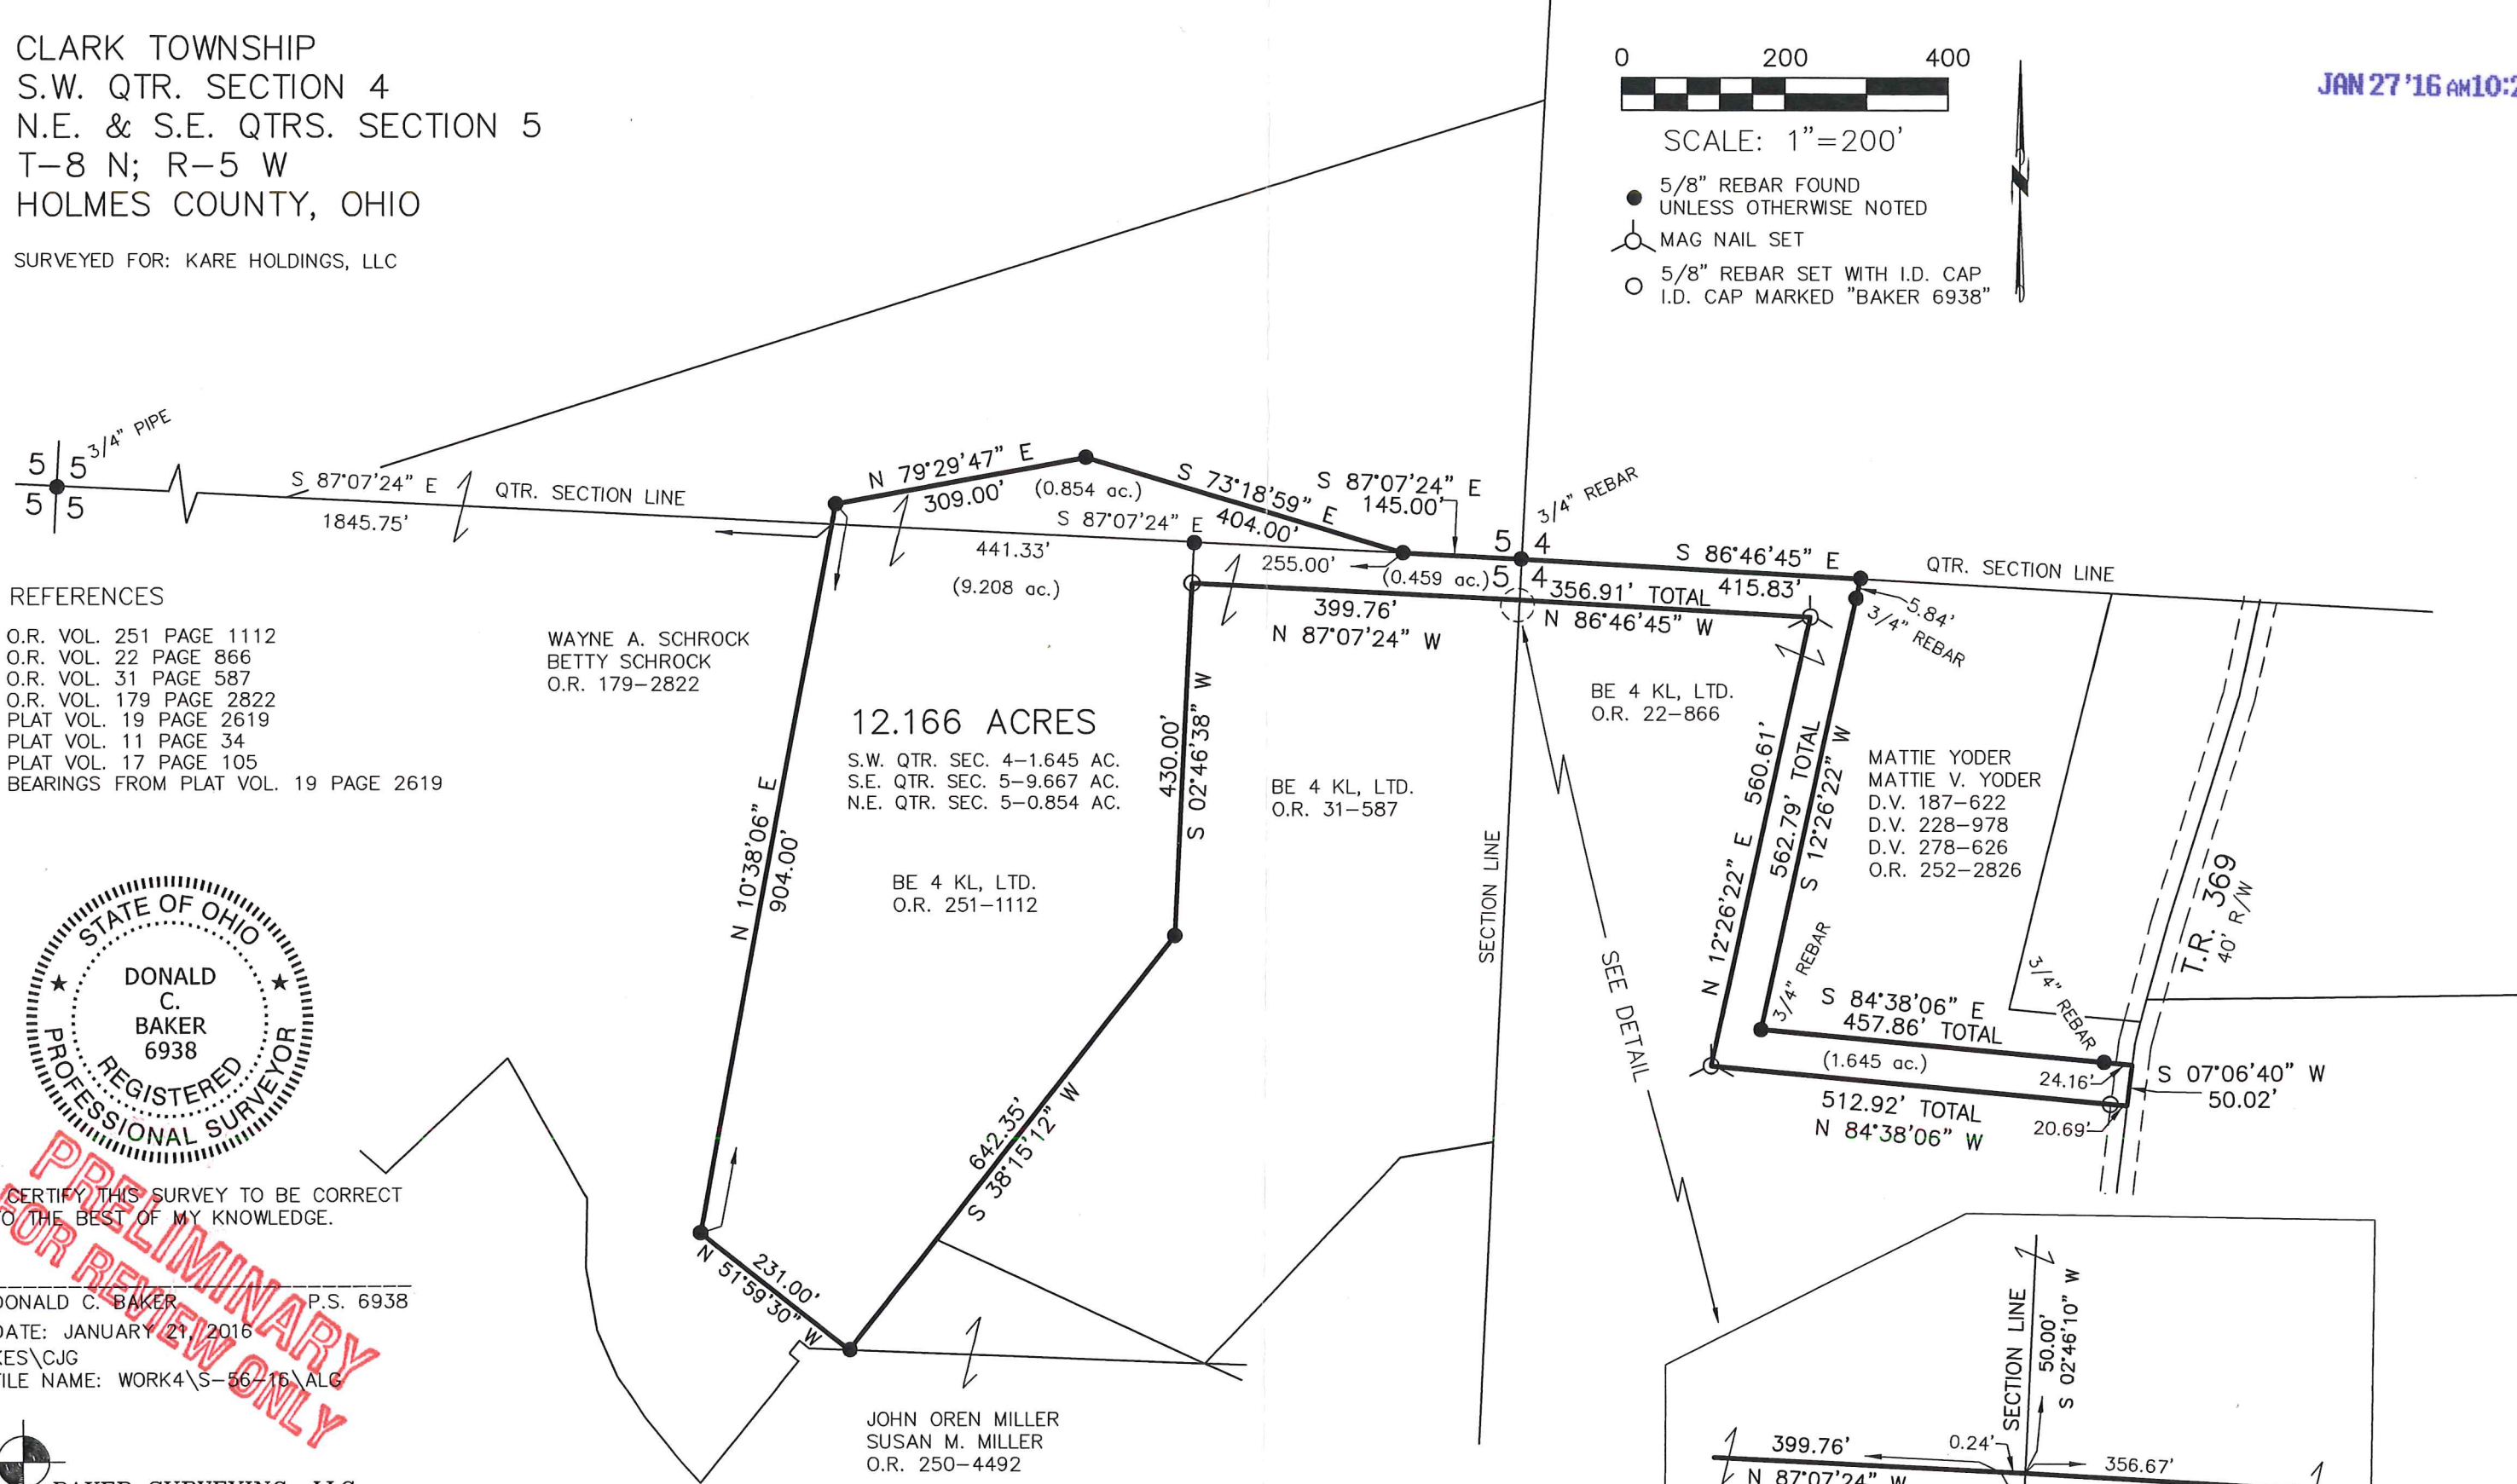 CLARK TOWNSHIP
S.W. QTR. SECTION 4
N.E. & S.E. QTRS. SECTION 5
T-8 N; R-5 W
HOLMES COUNTY, OHIO
SURVEYED FOR: KARE HOLDINGS, LLC
0 200 400
SCALE: 1"=200'
5/8" REBAR FOUND
UNLESS OTHERWISE NOTED
MAG NAIL SET
5/8" REBAR SET WITH I.D. CAP
I.D. CAP MARKED "BAKER 6938"
N
JAN 27 '16 AM10:2
5 5
5 5
3/4" PIPE
S 87°07'24" E
1845.75'
QTR. SECTION LINE
N 79°29'47" E
309.00'
(0.854 ac.)
S 73°18'59" E
404.00'
S 87°07'24" E
145.00'
3/4" REBAR
S 87°07'24" E
441.33'
(9.208 ac.)
255.00'
(0.459 ac.)
5 4
5 4
S 86°46'45" E
415.83'
QTR. SECTION LINE
356.91' TOTAL
N 86°46'45" W
399.76'
N 87°07'24" W
5.84'
3/4" REBAR
REFERENCES
O.R. VOL. 251 PAGE 1112
O.R. VOL. 22 PAGE 866
O.R. VOL. 31 PAGE 587
O.R. VOL. 179 PAGE 2822
PLAT VOL. 19 PAGE 2619
PLAT VOL. 11 PAGE 34
PLAT VOL. 17 PAGE 105
BEARINGS FROM PLAT VOL. 19 PAGE 2619
WAYNE A. SCHROCK
BETTY SCHROCK
O.R. 179-2822
12.166 ACRES
S.W. QTR. SEC. 4-1.645 AC.
S.E. QTR. SEC. 5-9.667 AC.
N.E. QTR. SEC. 5-0.854 AC.
BE 4 KL, LTD.
O.R. 251-1112
N 10°38'06" E
904.00'
430.00'
S 02°46'38" W
BE 4 KL, LTD.
O.R. 31-587
SECTION LINE
SEE DETAIL
BE 4 KL, LTD.
O.R. 22-866
N 12°26'22" E 560.61'
562.79' TOTAL
S 12°26'22" W
MATTIE YODER
MATTIE V. YODER
D.V. 187-622
D.V. 228-978
D.V. 278-626
O.R. 252-2826
T.R. 369
40' R/W
3/4" REBAR
3/4" REBAR
S 84°38'06" E
457.86' TOTAL
(1.645 ac.)
24.16'
S 07°06'40" W
50.02'
512.92' TOTAL
N 84°38'06" W
20.69'
642.35'
S 38°15'12" W
231.00'
N 51°59'30" W
JOHN OREN MILLER
SUSAN M. MILLER
O.R. 250-4492
STATE OF OHIO
DONALD
C.
BAKER
6938
REGISTERED
PROFESSIONAL SURVEYOR
CERTIFY THIS SURVEY TO BE CORRECT
O THE BEST OF MY KNOWLEDGE.
PRELIMINARY
FOR REVIEW ONLY
DONALD C. BAKER P.S. 6938
DATE: JANUARY 21, 2016
KES\CJG
FILE NAME: WORK4\S-56-16\ALG
BAKER SURVEYING, LLC
SECTION LINE
50.00'
S 02°46'10" W
399.76'
0.24'
356.67'
N 87°07'24" W